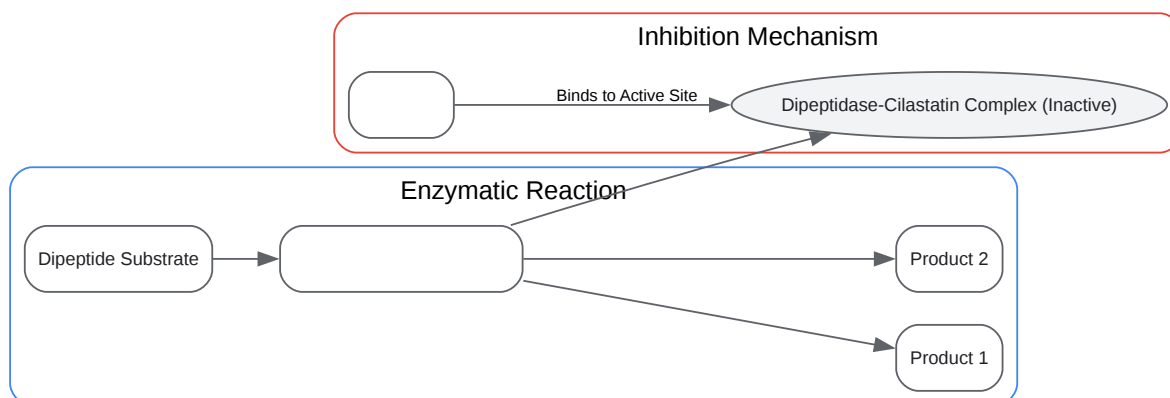 Inhibition Mechanism
Binds to Active Site
Dipeptidase-Cilastatin Complex (Inactive)
Enzymatic Reaction
Dipeptide Substrate
Product 2
Product 1